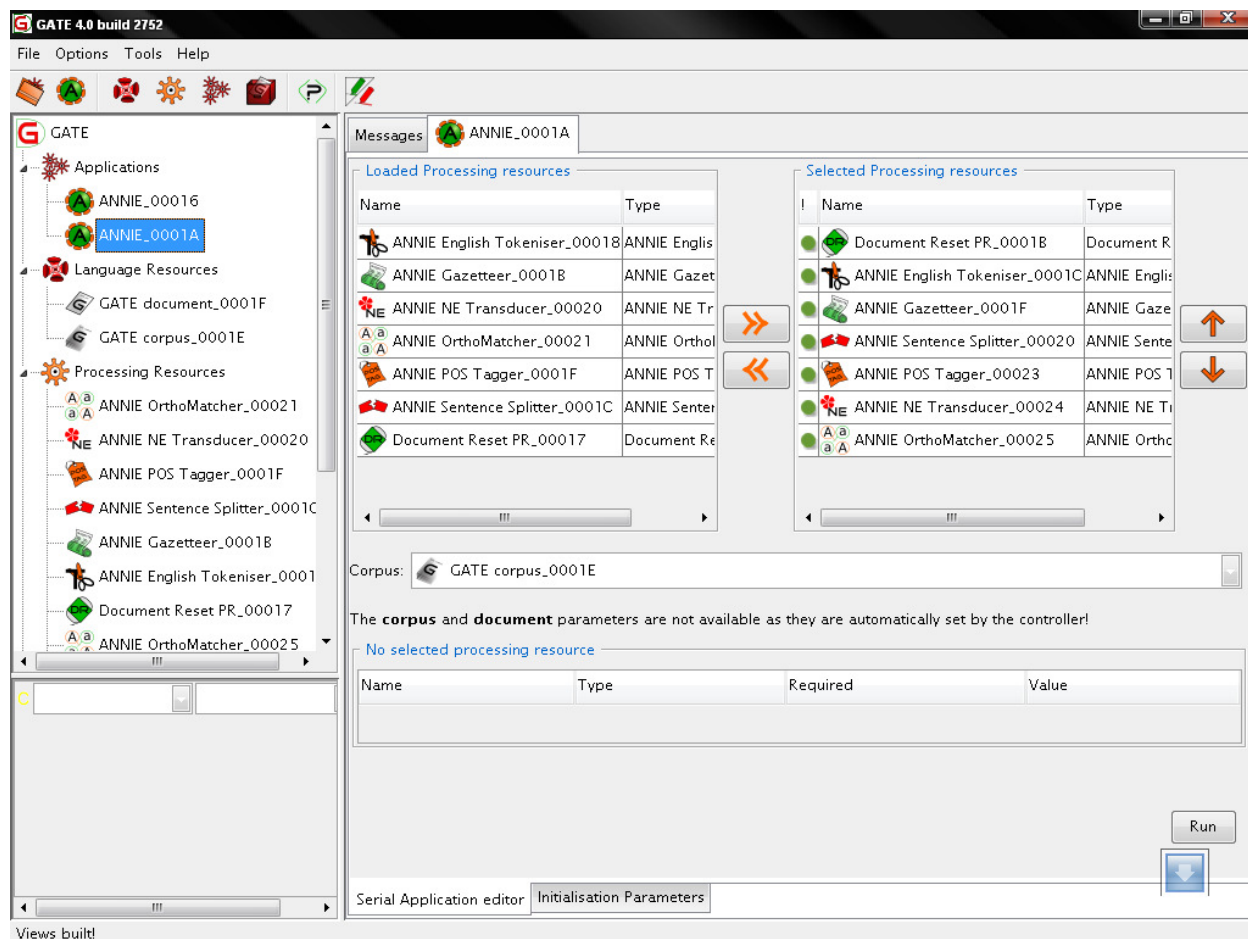 GATE 4.0 build 2752
File Options Tools Help
GATE
Applications
ANNIE_00016
ANNIE_0001A
Language Resources
GATE document_0001F
GATE corpus_0001E
Processing Resources
ANNIE OrthoMatcher_00021
ANNIE NE Transducer_00020
ANNIE POS Tagger_0001F
ANNIE Sentence Splitter_0001C
ANNIE Gazetteer_0001B
ANNIE English Tokeniser_0001
Document Reset PR_00017
ANNIE OrthoMatcher_00025
Messages ANNIE_0001A
Loaded Processing resources
Name Type
ANNIE English Tokeniser_00018 ANNIE Englis
ANNIE Gazetteer_0001B ANNIE Gazet
ANNIE NE Transducer_00020 ANNIE NE Tr
ANNIE OrthoMatcher_00021 ANNIE Orthol
ANNIE POS Tagger_0001F ANNIE POS T
ANNIE Sentence Splitter_0001C ANNIE Senter
Document Reset PR_00017 Document Re
Selected Processing resources
! Name Type
Document Reset PR_0001B Document R
ANNIE English Tokeniser_0001C ANNIE Englis
ANNIE Gazetteer_0001F ANNIE Gaze
ANNIE Sentence Splitter_00020 ANNIE Sente
ANNIE POS Tagger_00023 ANNIE POS T
ANNIE NE Transducer_00024 ANNIE NE Tr
ANNIE OrthoMatcher_00025 ANNIE Ortho
Corpus: GATE corpus_0001E
The corpus and document parameters are not available as they are automatically set by the controller!
No selected processing resource
Name Type Required Value
Run
Serial Application editor Initialisation Parameters
Views built!